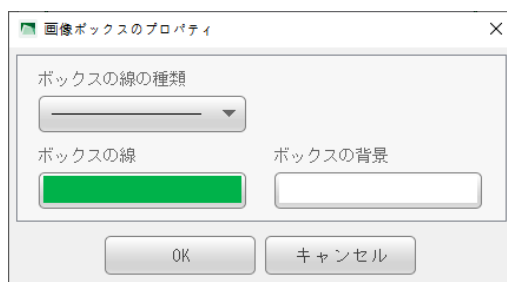 画像ボックスのプロパティ
ボックスの線の種類
ボックスの線
ボックスの背景
OK
キャンセル